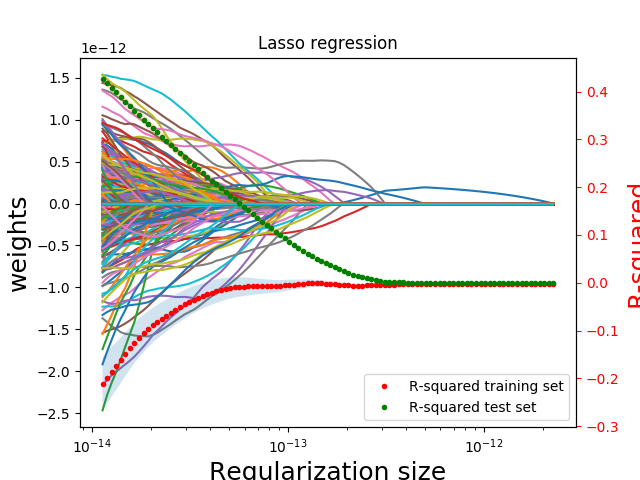 Lasso regression
1e−12
weights
1.5
1.0
0.5
0.0
−0.5
−1.0
−1.5
−2.0
−2.5
0.4
0.3
0.2
0.1
0.0
−0.1
−0.2
−0.3
R-squared
R-squared training set
R-squared test set
10−14
10−13
10−12
Regularization size